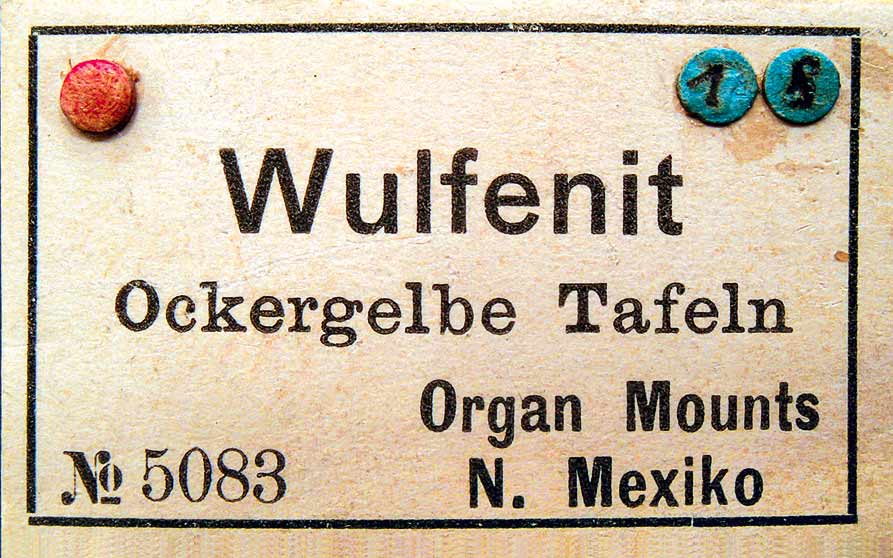 Wulfenit
Ockergelbe Tafeln
Organ Mounts
№ 5083
N. Mexiko